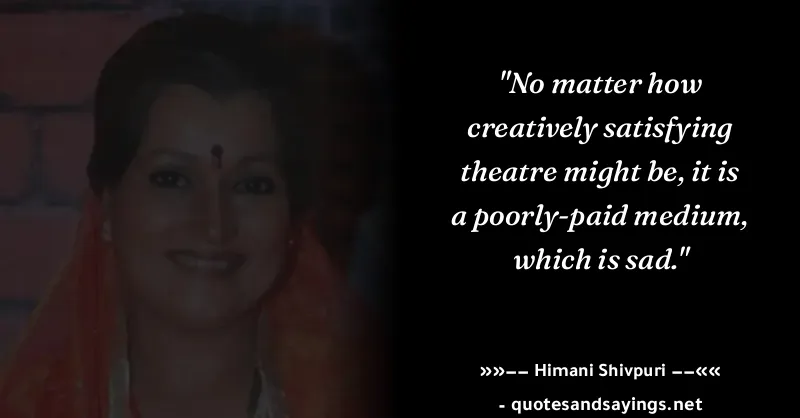 "No matter how
creatively satisfying
theatre might be, it is
a poorly-paid medium,
which is sad."
»»−− Himani Shivpuri −−««
- quotesandsayings.net